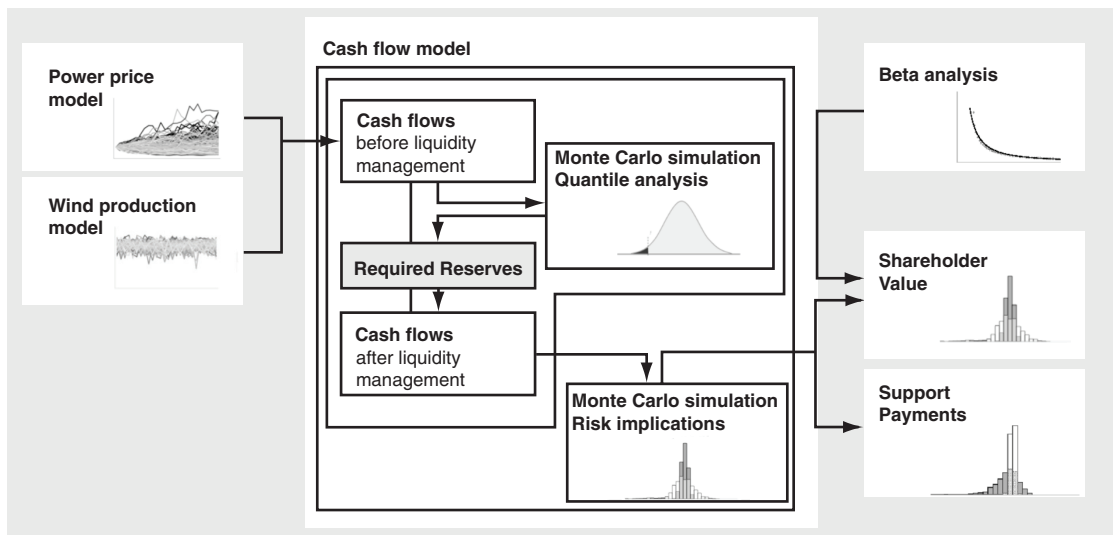 Power price
model
Wind production
model
Cash flow model
Cash flows
before liquidity
management
Monte Carlo simulation
Quantile analysis
Required Reserves
Cash flows
after liquidity
management
Monte Carlo simulation
Risk implications
Beta analysis
Shareholder
Value
Support
Payments